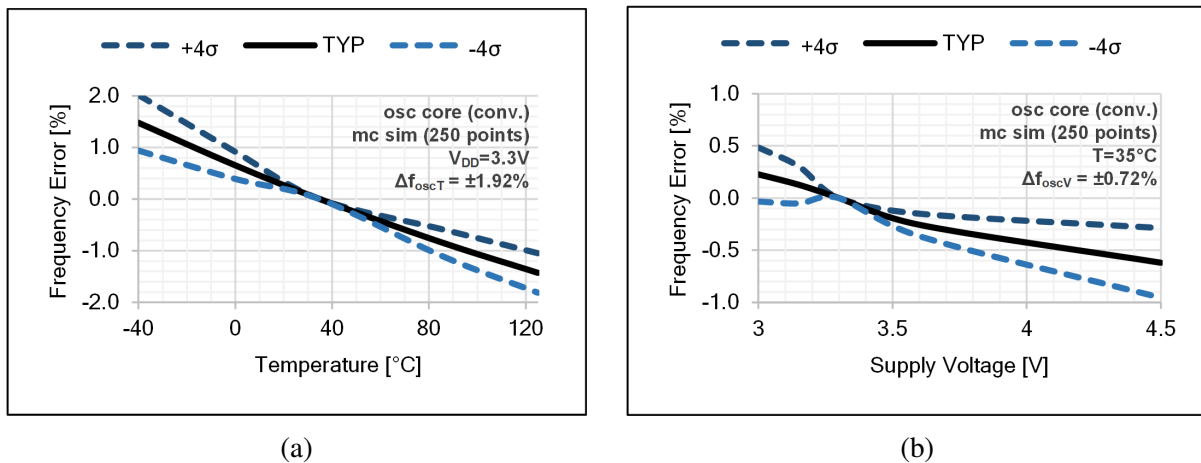 +4σ TYP -4σ
Frequency Error [%]
2.0
1.0
0.0
-1.0
-2.0
osc core (conv.)
mc sim (250 points)
V_DD=3.3V
Δf_oscT = ±1.92%
-40 0 40 80 120
Temperature [°C]
(a)
+4σ TYP -4σ
Frequency Error [%]
1.0
0.5
0.0
-0.5
-1.0
osc core (conv.)
mc sim (250 points)
T=35°C
Δf_oscV = ±0.72%
3 3.5 4 4.5
Supply Voltage [V]
(b)